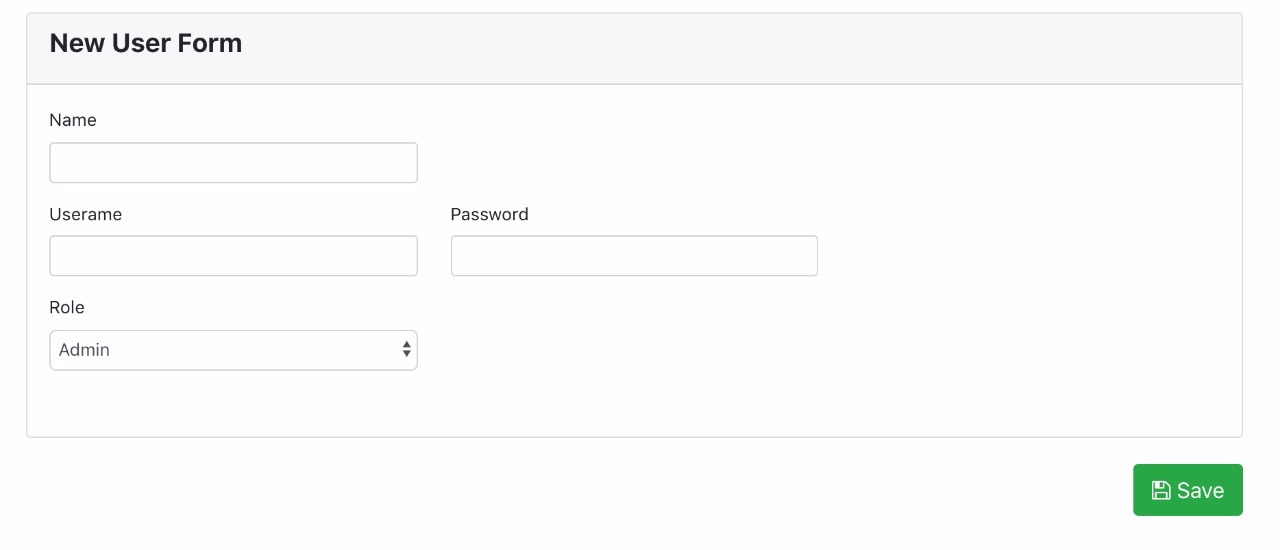 New User Form
Name
Userame
Password
Role
Admin
Save